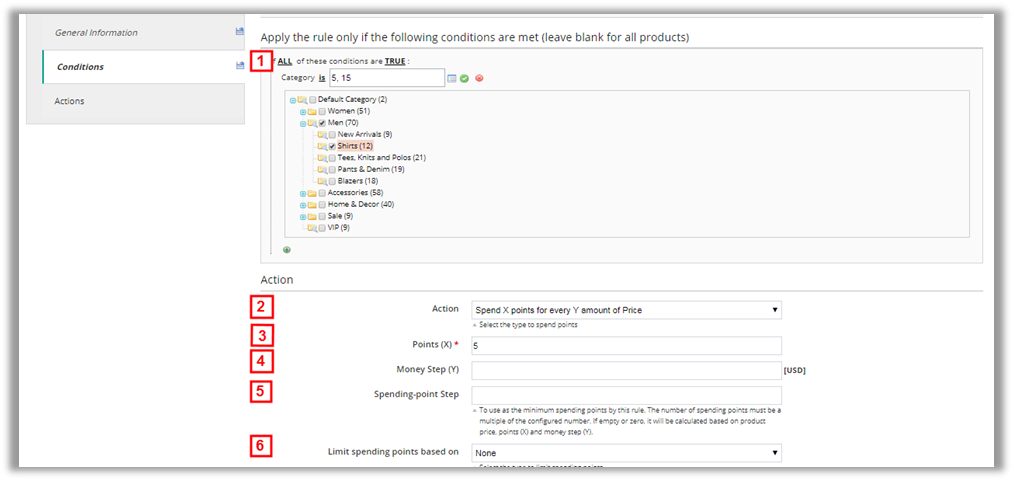 General Information
Conditions
Actions
Apply the rule only if the following conditions are met (leave blank for all products)
1
ALL of these conditions are TRUE :
Category is 5, 15
Default Category (2)
Women (51)
Men (70)
New Arrivals (9)
Shirts (12)
Tees, Knits and Polos (21)
Pants & Denim (19)
Blazers (18)
Accessories (58)
Home & Decor (40)
Sale (9)
VIP (9)
Action
2 Action Spend X points for every Y amount of Price
Select the type to spend points
3 Points (X) * 5
4 Money Step (Y) [USD]
5 Spending-point Step
To use as the minimum spending points by this rule. The number of spending points must be a
multiple of the configured number. If empty or zero, it will be calculated based on product
price, points (X) and money step (Y).
6 Limit spending points based on None